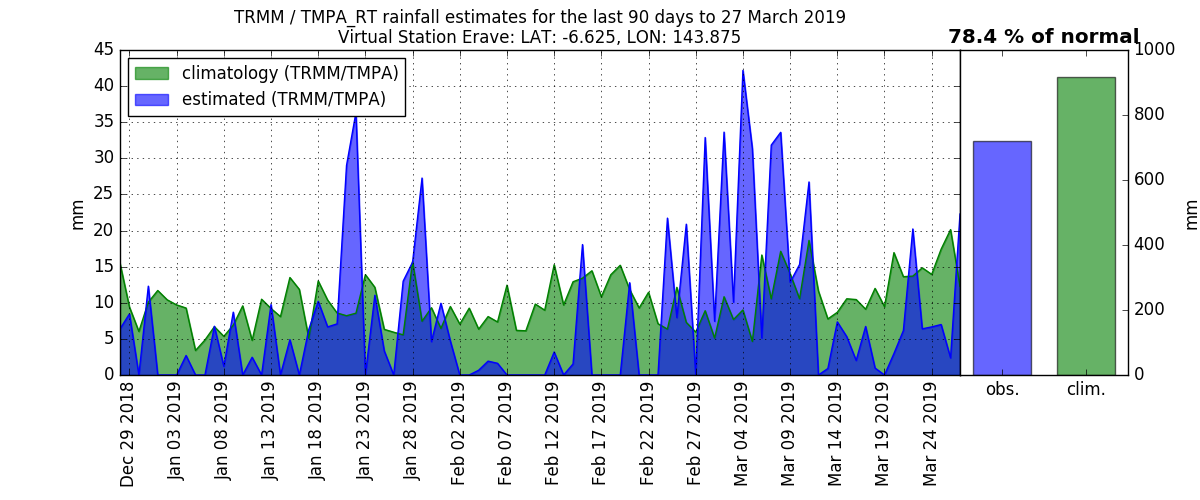 TRMM / TMPA_RT rainfall estimates for the last 90 days to 27 March 2019
Virtual Station Erave: LAT: -6.625, LON: 143.875
78.4 % of normal
climatology (TRMM/TMPA)
estimated (TRMM/TMPA)
mm
45
40
35
30
25
20
15
10
5
0
Dec 29 2018
Jan 03 2019
Jan 08 2019
Jan 13 2019
Jan 18 2019
Jan 23 2019
Jan 28 2019
Feb 02 2019
Feb 07 2019
Feb 12 2019
Feb 17 2019
Feb 22 2019
Feb 27 2019
Mar 04 2019
Mar 09 2019
Mar 14 2019
Mar 19 2019
Mar 24 2019
1000
800
600
400
200
0
mm
obs.
clim.